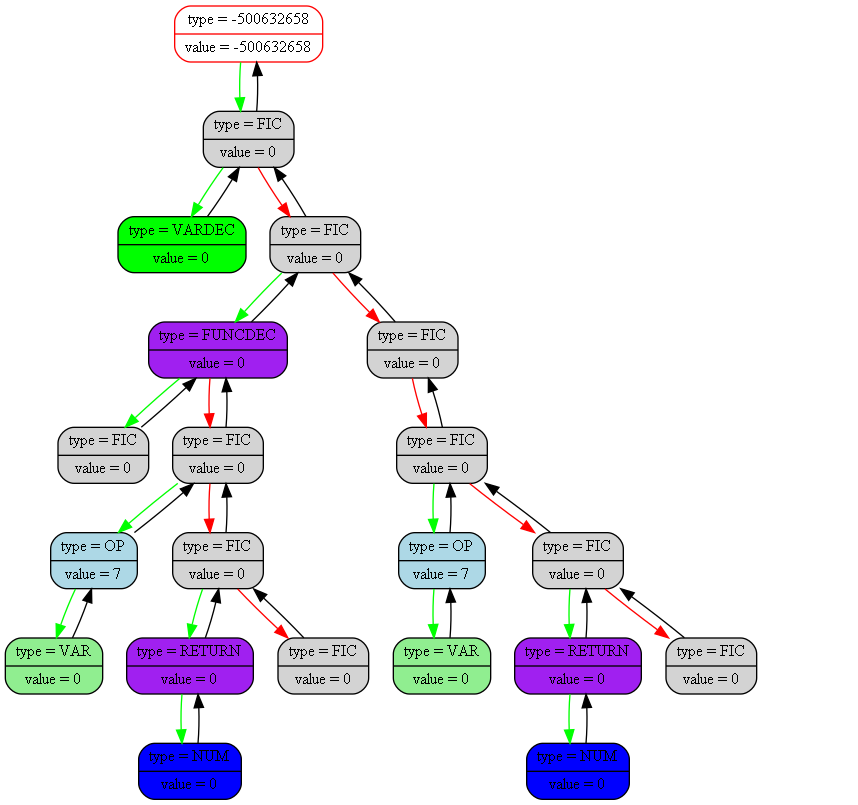 type = -500632658
value = -500632658
type = FIC
value = 0
type = VARDEC
value = 0
type = FIC
value = 0
type = FUNCDEC
value = 0
type = FIC
value = 0
type = FIC
value = 0
type = FIC
value = 0
type = FIC
value = 0
type = OP
value = 7
type = FIC
value = 0
type = OP
value = 7
type = FIC
value = 0
type = VAR
value = 0
type = RETURN
value = 0
type = FIC
value = 0
type = VAR
value = 0
type = RETURN
value = 0
type = FIC
value = 0
type = NUM
value = 0
type = NUM
value = 0